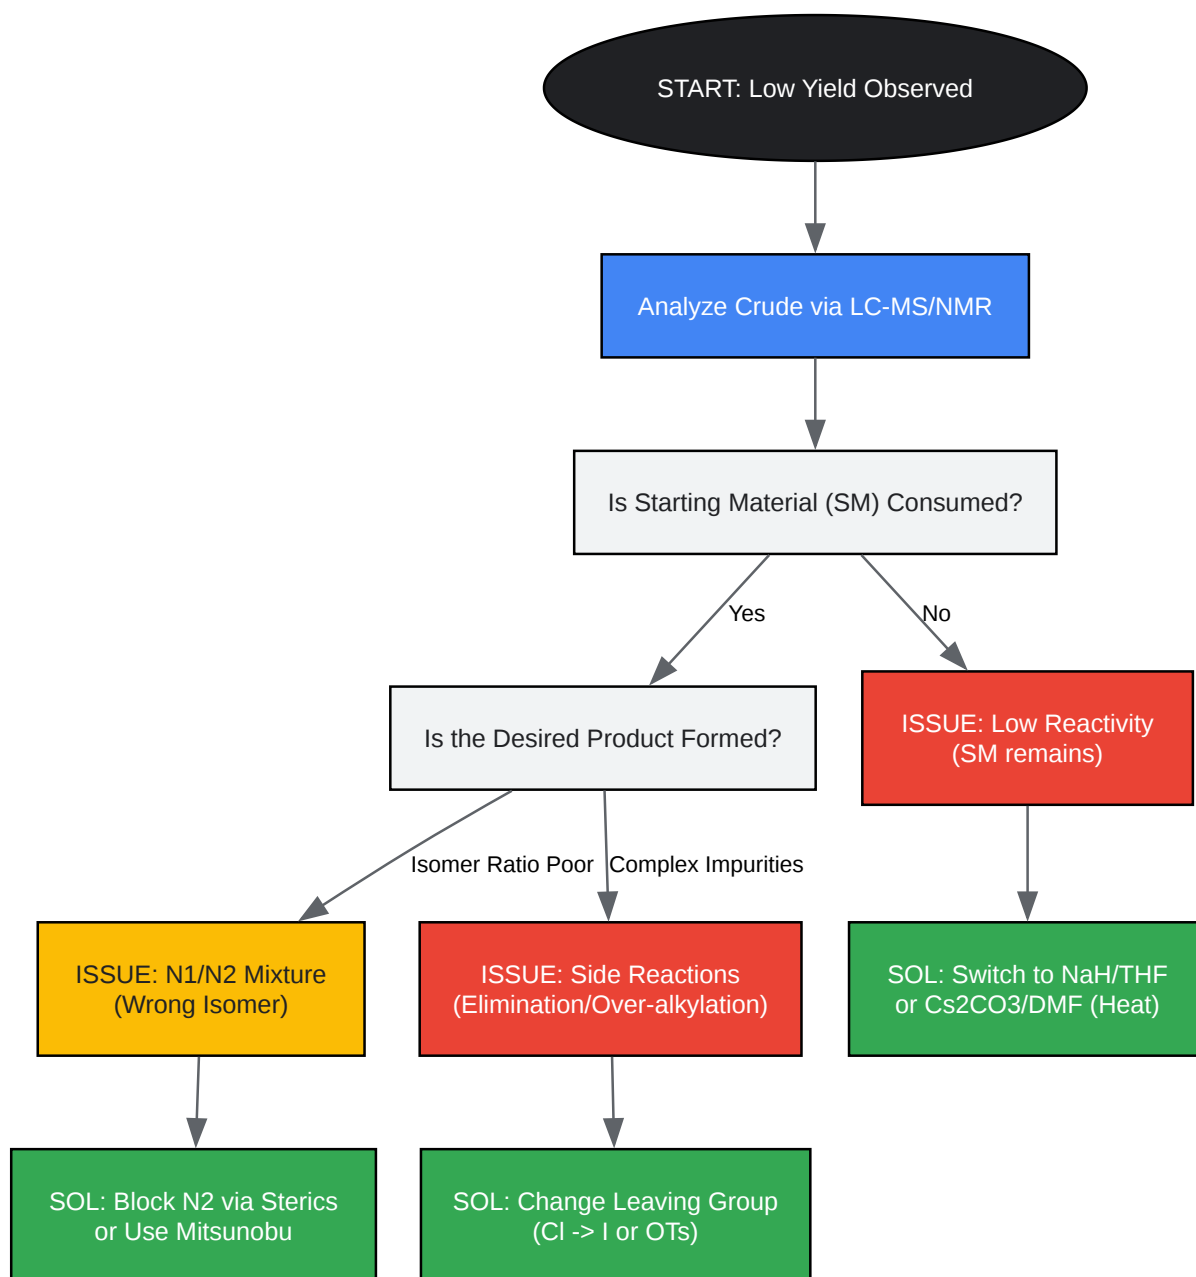 START: Low Yield Observed
Analyze Crude via LC-MS/NMR
Is Starting Material (SM) Consumed?
Yes
No
Is the Desired Product Formed?
ISSUE: Low Reactivity
(SM remains)
Isomer Ratio Poor
Complex Impurities
ISSUE: N1/N2 Mixture
(Wrong Isomer)
ISSUE: Side Reactions
(Elimination/Over-alkylation)
SOL: Switch to NaH/THF
or Cs2CO3/DMF (Heat)
SOL: Block N2 via Sterics
or Use Mitsunobu
SOL: Change Leaving Group
(Cl -> I or OTs)